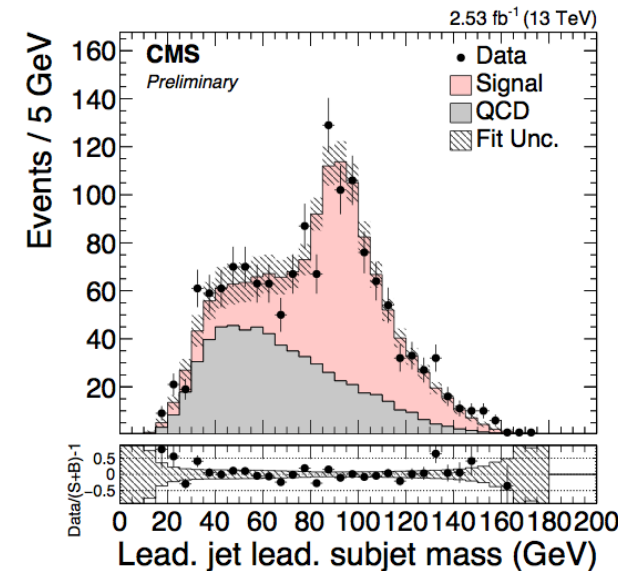 2.53 fb⁻¹ (13 TeV)
CMS
Preliminary
Data
Signal
QCD
Fit Unc.
Events / 5 GeV
160
140
120
100
80
60
40
20
Data/(S+B)-1
0.5
0
−0.5
0 20 40 60 80 100 120 140 160 180 200
Lead. jet lead. subjet mass (GeV)